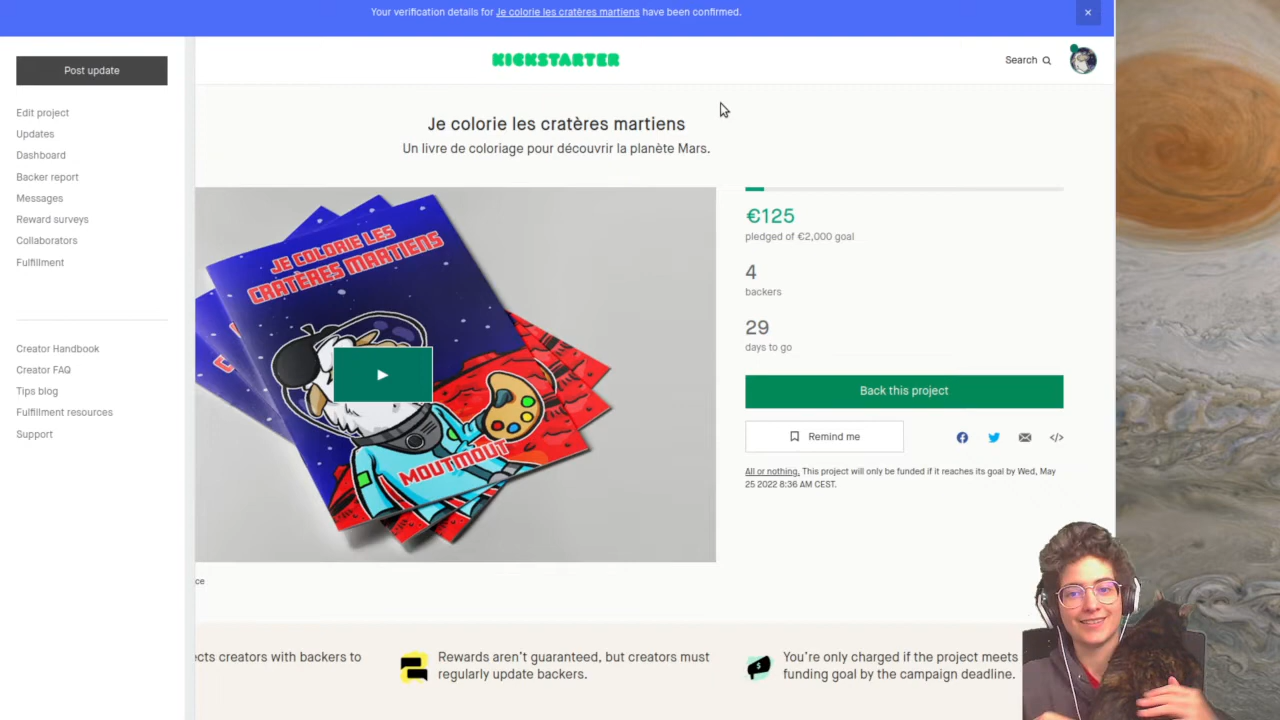 Your verification details for Je colorie les cratères martiens have been confirmed.
×
Post update
KICKSTARTER
Search
Edit project
Updates
Dashboard
Backer report
Messages
Reward surveys
Collaborators
Fulfillment
Creator Handbook
Creator FAQ
Tips blog
Fulfillment resources
Support
Je colorie les cratères martiens
Un livre de coloriage pour découvrir la planète Mars.
JE COLORIE LES
CRATÈRES MARTIENS
MOUTMOUT
€125
pledged of €2,000 goal
4
backers
29
days to go
Back this project
Remind me
</>
All or nothing. This project will only be funded if it reaches its goal by Wed, May
25 2022 8:36 AM CEST.
ce
cts creators with backers to
Rewards aren't guaranteed, but creators must
regularly update backers.
You're only charged if the project meets
funding goal by the campaign deadline.